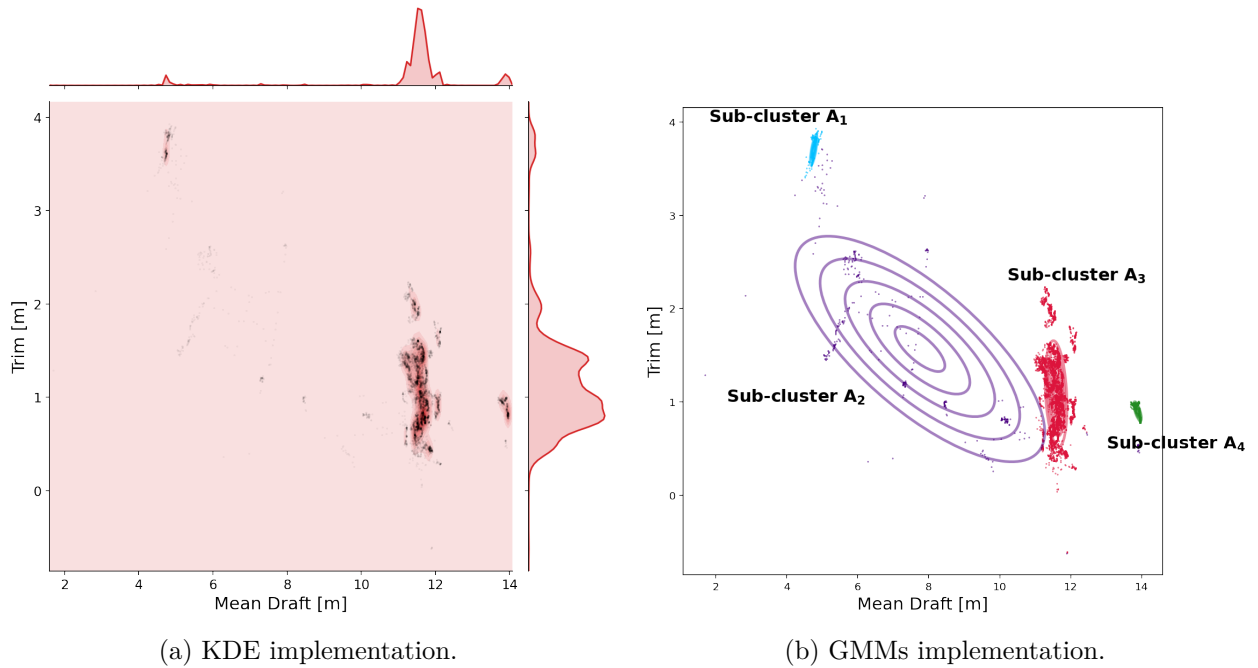 4
3
2
1
0
Trim [m]
2 4 6 8 10 12 14
Mean Draft [m]
(a) KDE implementation.
Sub-cluster A₁
Sub-cluster A₃
Sub-cluster A₂
Sub-cluster A₄
4
3
2
1
0
Trim [m]
2 4 6 8 10 12 14
Mean Draft [m]
(b) GMMs implementation.